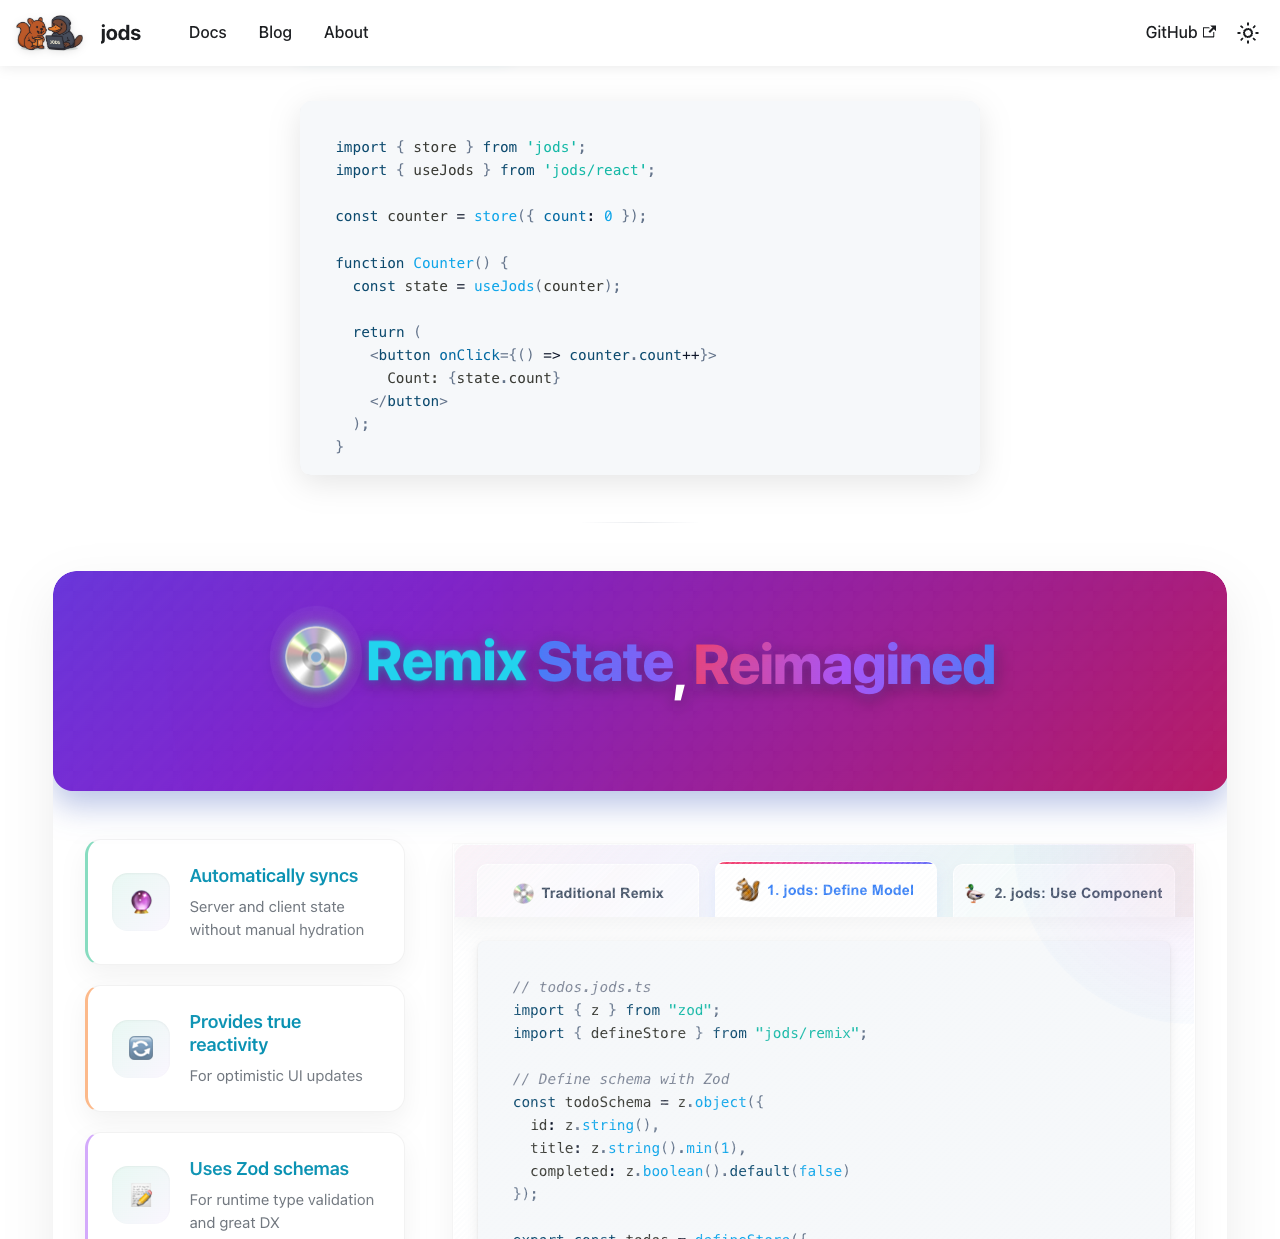 jods
Docs
Blog
About
GitHub
import { store } from 'jods';
import { useJods } from 'jods/react';
const counter = store({ count: 0 });
function Counter() {
  const state = useJods(counter);
  return (
    <button onClick={() => counter.count++}>
      Count: {state.count}
    </button>
  );
}
Remix State, Reimagined
Automatically syncs
Server and client state
without manual hydration
Provides true
reactivity
For optimistic UI updates
Uses Zod schemas
For runtime type validation
and great DX
Traditional Remix
1. jods: Define Model
2. jods: Use Component
// todos.jods.ts
import { z } from "zod";
import { defineStore } from "jods/remix";
// Define schema with Zod
const todoSchema = z.object({
  id: z.string(),
  title: z.string().min(1),
  completed: z.boolean().default(false)
});
export const todos = defineStore({